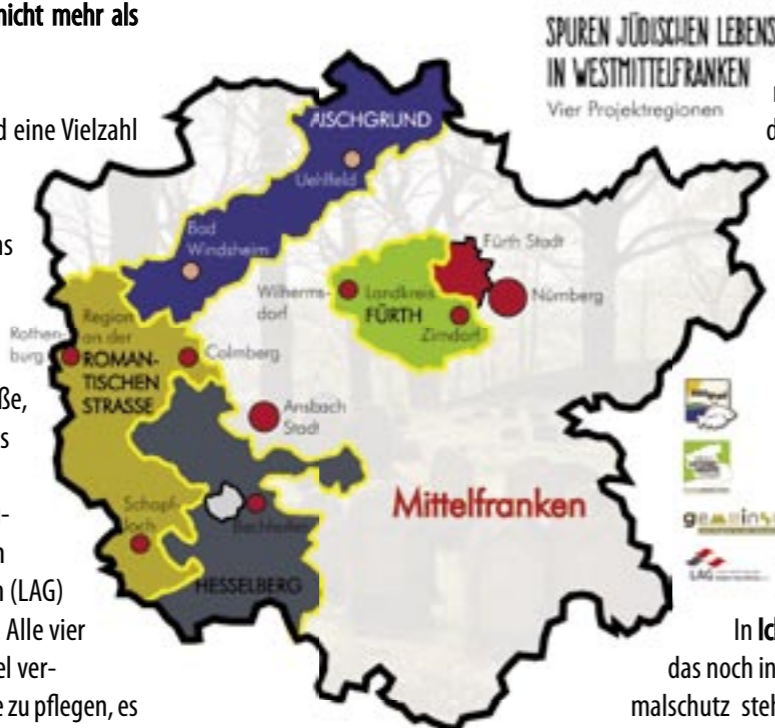 nicht mehr als
d eine Vielzahl
ns
ße,
s
n
n (LAG)
Alle vier
el ver-
e zu pflegen, es
SPUREN JÜDISCHEN LEBENS
IN WESTMITTELFRANKEN
Vier Projektregionen
AISCHGRUND
Uehlfeld
Bad
Windsheim
Fürth Stadt
Wilherms-
dorf
Landkreis
FÜRTH
Nürnberg
Zirndorf
Region
an der
ROMAN-
TISCHEN
STRASSE
Rothen-
burg
Colmberg
Ansbach
Stadt
Schopf-
loch
Bechhofen
HESSELBERG
Mittelfranken
LAG
In Ich
das noch in
malschutz steh